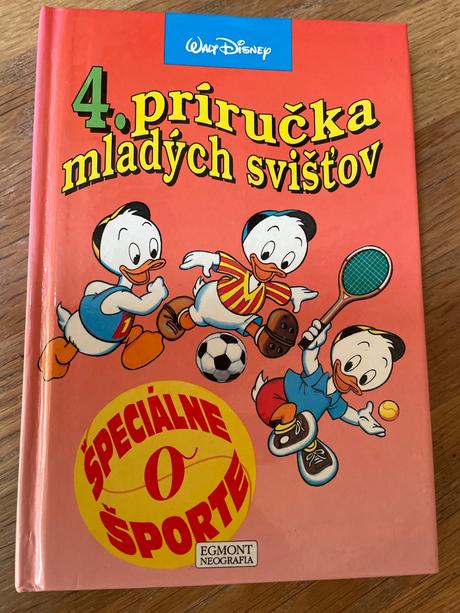 Walt Disney
4. príručka
mladých svišťov
ŠPECIÁLNE
o
ŠPORTE
EGMONT
NEOGRAFIA